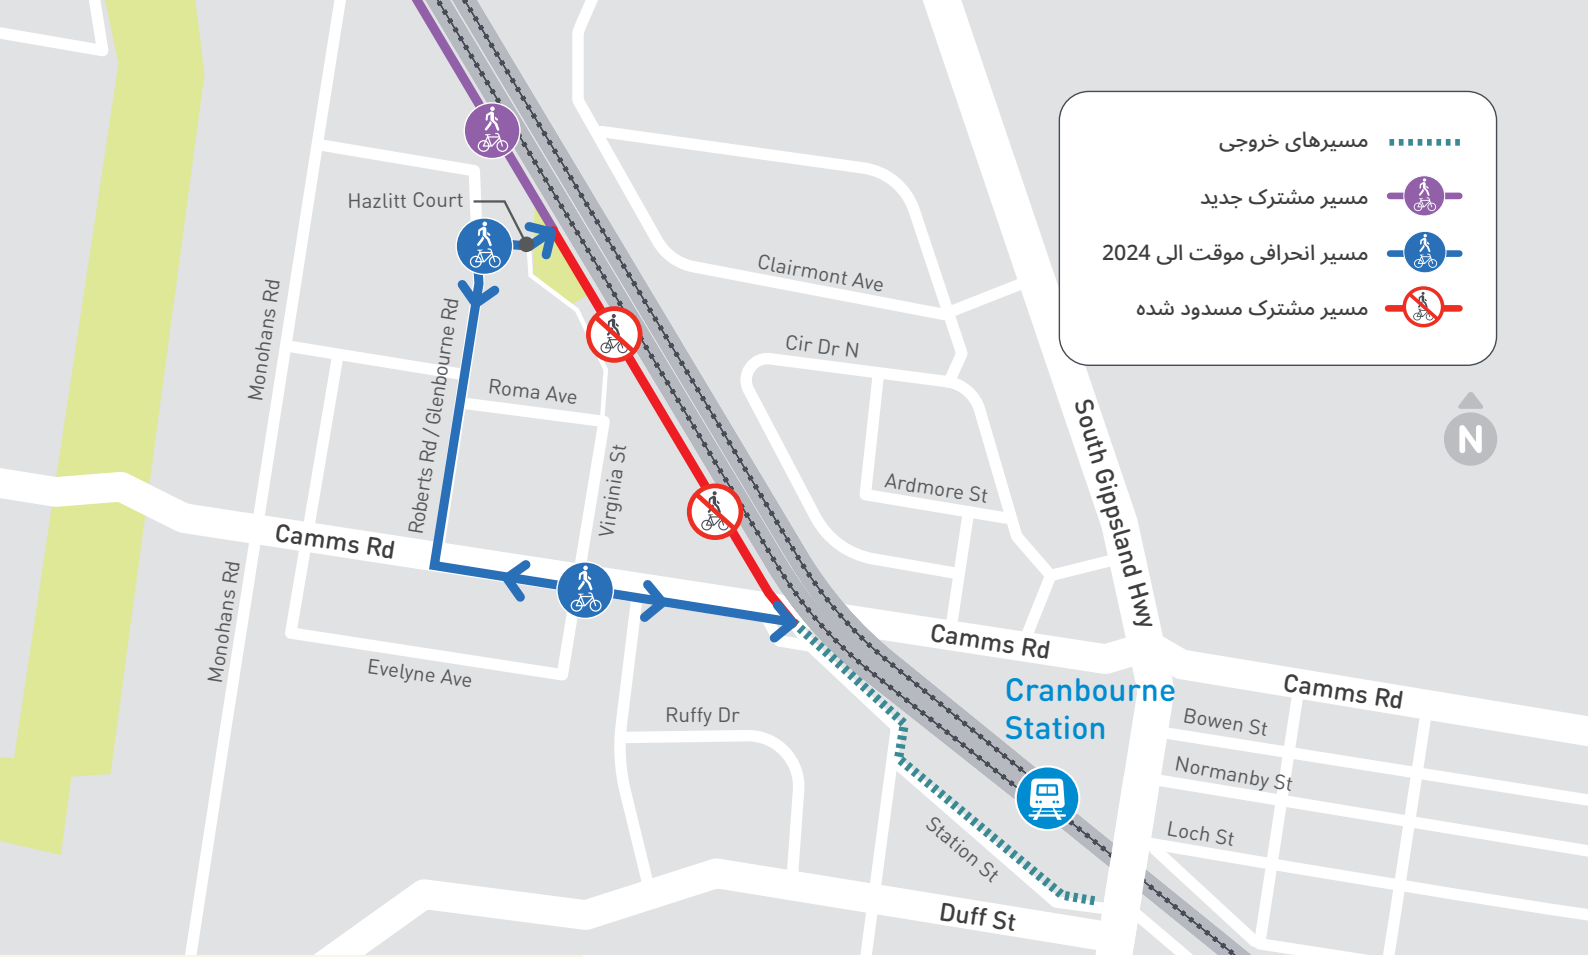 مسیرهای خروجی
مسیر مشترک جدید
مسیر انحرافی موقت الی 2024
مسیر مشترک مسدود شده
N
Hazlitt Court
Monohans Rd
Roberts Rd / Glenbourne Rd
Roma Ave
Virginia St
Clairmont Ave
Cir Dr N
Ardmore St
South Gippsland Hwy
Camms Rd
Monohans Rd
Evelyne Ave
Ruffy Dr
Camms Rd
Cranbourne
Station
Camms Rd
Bowen St
Normanby St
Loch St
Station St
Duff St